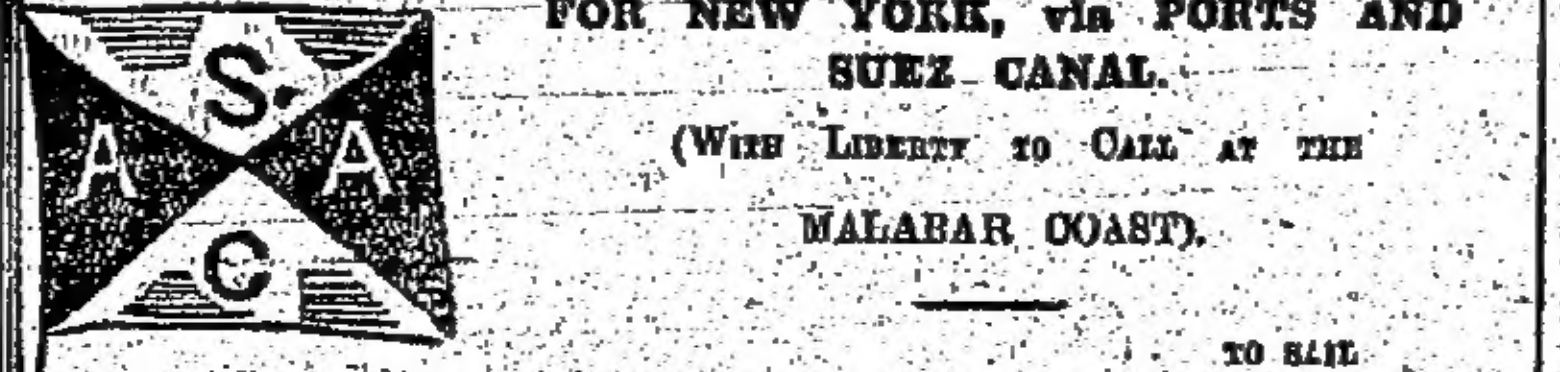 FOR NEW YORK, via PORTS AND
SUEZ CANAL.
(WITH LIBERTY TO CALL AT THE
MALABAR COAST).
TO SAIL
S.
A A
C